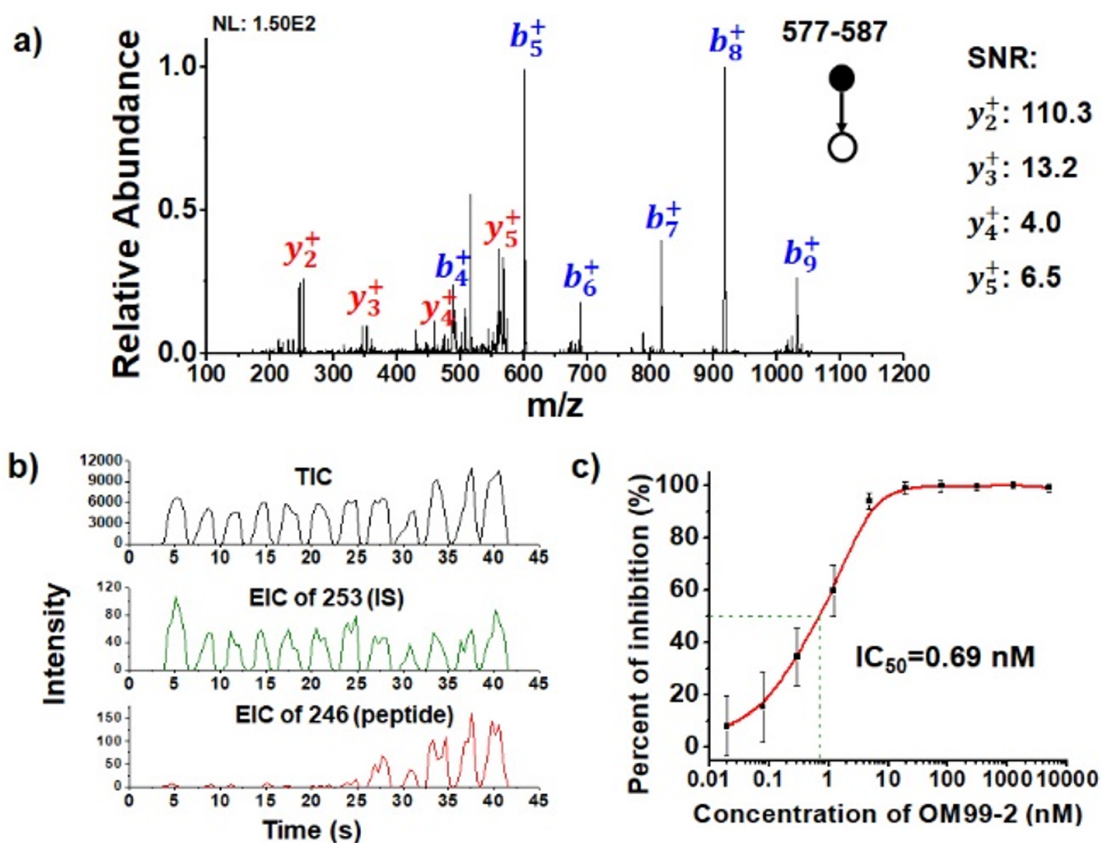 a)
NL: 1.50E2
577-587
SNR:
y₂⁺: 110.3
y₃⁺: 13.2
y₄⁺: 4.0
y₅⁺: 6.5
b₅⁺
b₈⁺
b₇⁺
y₅⁺
b₄⁺
y₂⁺
b₉⁺
b₆⁺
y₃⁺
y₄⁺
Relative Abundance
1.0
0.5
0.0
100 200 300 400 500 600 700 800 900 1000 1100 1200
m/z
b)
Intensity
TIC
12000
9000
6000
3000
0
0 5 10 15 20 25 30 35 40 45
EIC of 253 (IS)
120
80
40
0
0 5 10 15 20 25 30 35 40 45
EIC of 246 (peptide)
150
100
50
0
0 5 10 15 20 25 30 35 40 45
Time (s)
c)
Percent of inhibition (%)
100
80
60
40
20
0
IC₅₀=0.69 nM
0.01 0.1 1 10 100 1000 10000
Concentration of OM99-2 (nM)